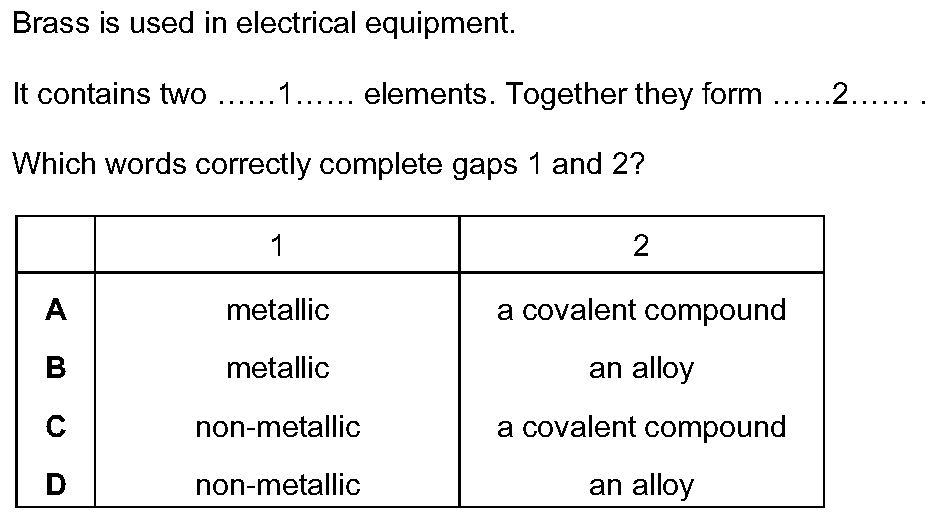 Brass is used in electrical equipment.
It contains two ……1…… elements. Together they form ……2…… .
Which words correctly complete gaps 1 and 2?
1 2
A metallic a covalent compound
B metallic an alloy
C non-metallic a covalent compound
D non-metallic an alloy